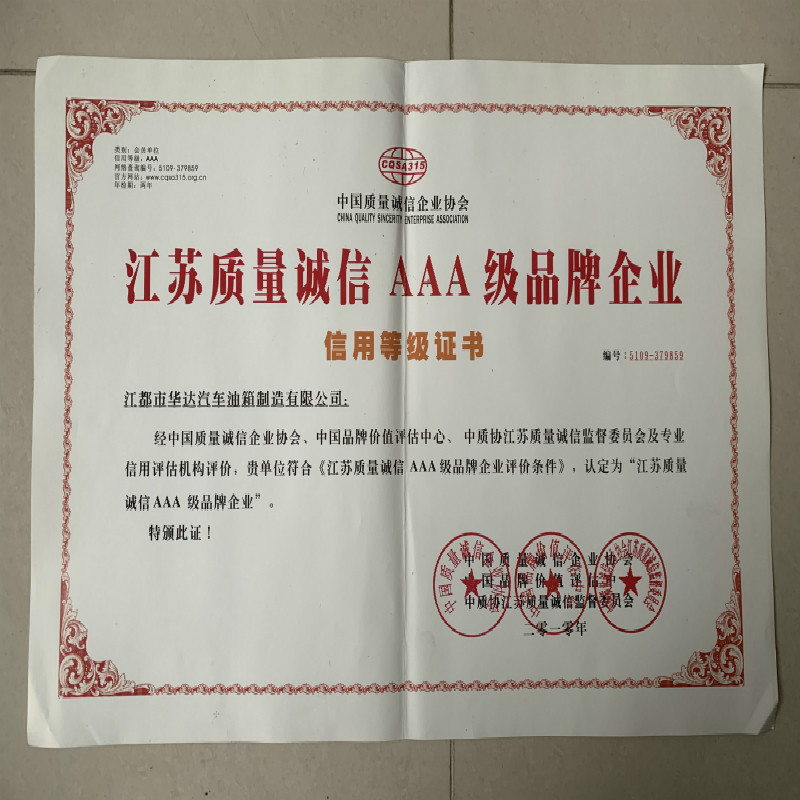 类别：会员单位
信用等级：AAA
网络查询编号：5109-379859
官方网站：www.cqsa315.org.cn
年检期：两年
CQSA315
中国质量诚信企业协会
CHINA QUALITY SINCERITY ENTERPRISE ASSOCIATION
江苏质量诚信 AAA 级品牌企业
信用等级证书
编号：5109-379859
江都市华达汽车油箱制造有限公司：
经中国质量诚信企业协会、中国品牌价值评估中心、中质协江苏质量诚信监督委员会及专业
信用评估机构评价，贵单位符合《江苏质量诚信 AAA 级品牌企业评价条件》，认定为“江苏质量
诚信 AAA 级品牌企业”。
特颁此证！
中国质量诚信企业协会
中国品牌价值评估中
中质协江苏质量诚信监督委员会
二零一零年